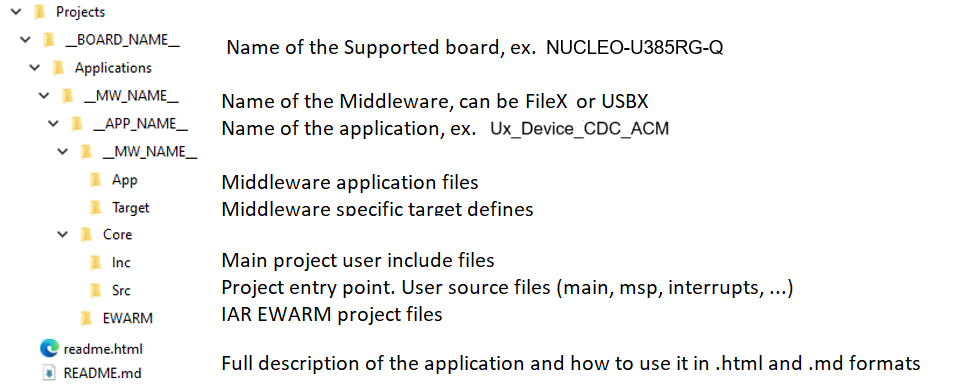 Projects
__BOARD_NAME__ Name of the Supported board, ex. NUCLEO-U385RG-Q
Applications
__MW_NAME__ Name of the Middleware, can be FileX or USBX
__APP_NAME__ Name of the application, ex. Ux_Device_CDC_ACM
__MW_NAME__
App Middleware application files
Target Middleware specific target defines
Core
Inc Main project user include files
Src Project entry point. User source files (main, msp, interrupts, ...)
EWARM IAR EWARM project files
readme.html
README.md Full description of the application and how to use it in .html and .md formats